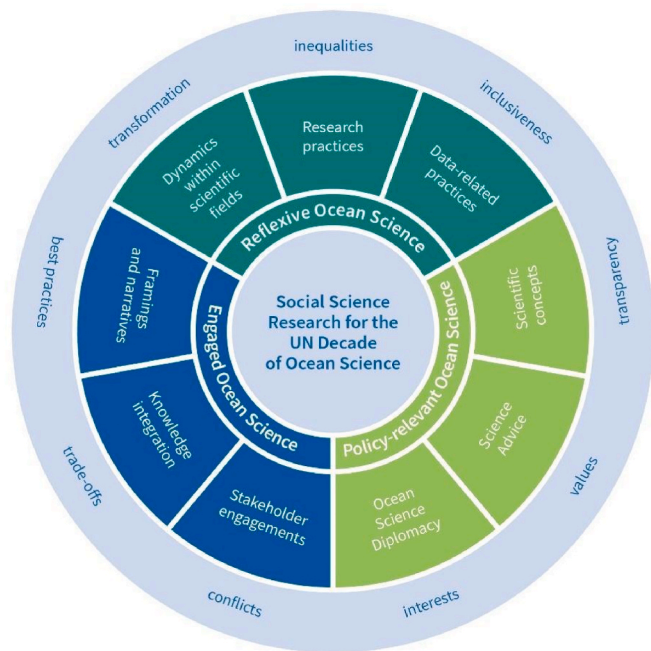 inequalities
inclusiveness
transparency
values
interests
conflicts
trade-offs
best practices
transformation
Research
practices
Data-related
practices
Scientific
concepts
Science
Advice
Ocean
Science
Diplomacy
Stakeholder
engagements
Knowledge
integration
Framings
and narratives
Dynamics
within
scientific
fields
Reflexive Ocean Science
Policy-relevant Ocean Science
Engaged Ocean Science
Social Science
Research for the
UN Decade
of Ocean Science